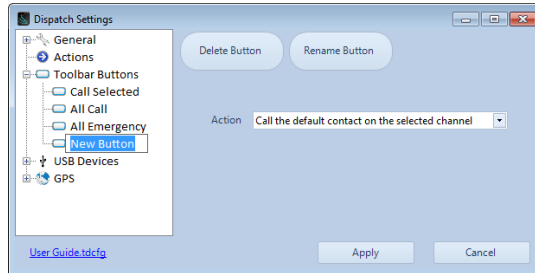 Dispatch Settings
General
Actions
Toolbar Buttons
Call Selected
All Call
All Emergency
New Button
USB Devices
GPS
Delete Button
Rename Button
Action Call the default contact on the selected channel
User Guide.tdcfg
Apply
Cancel